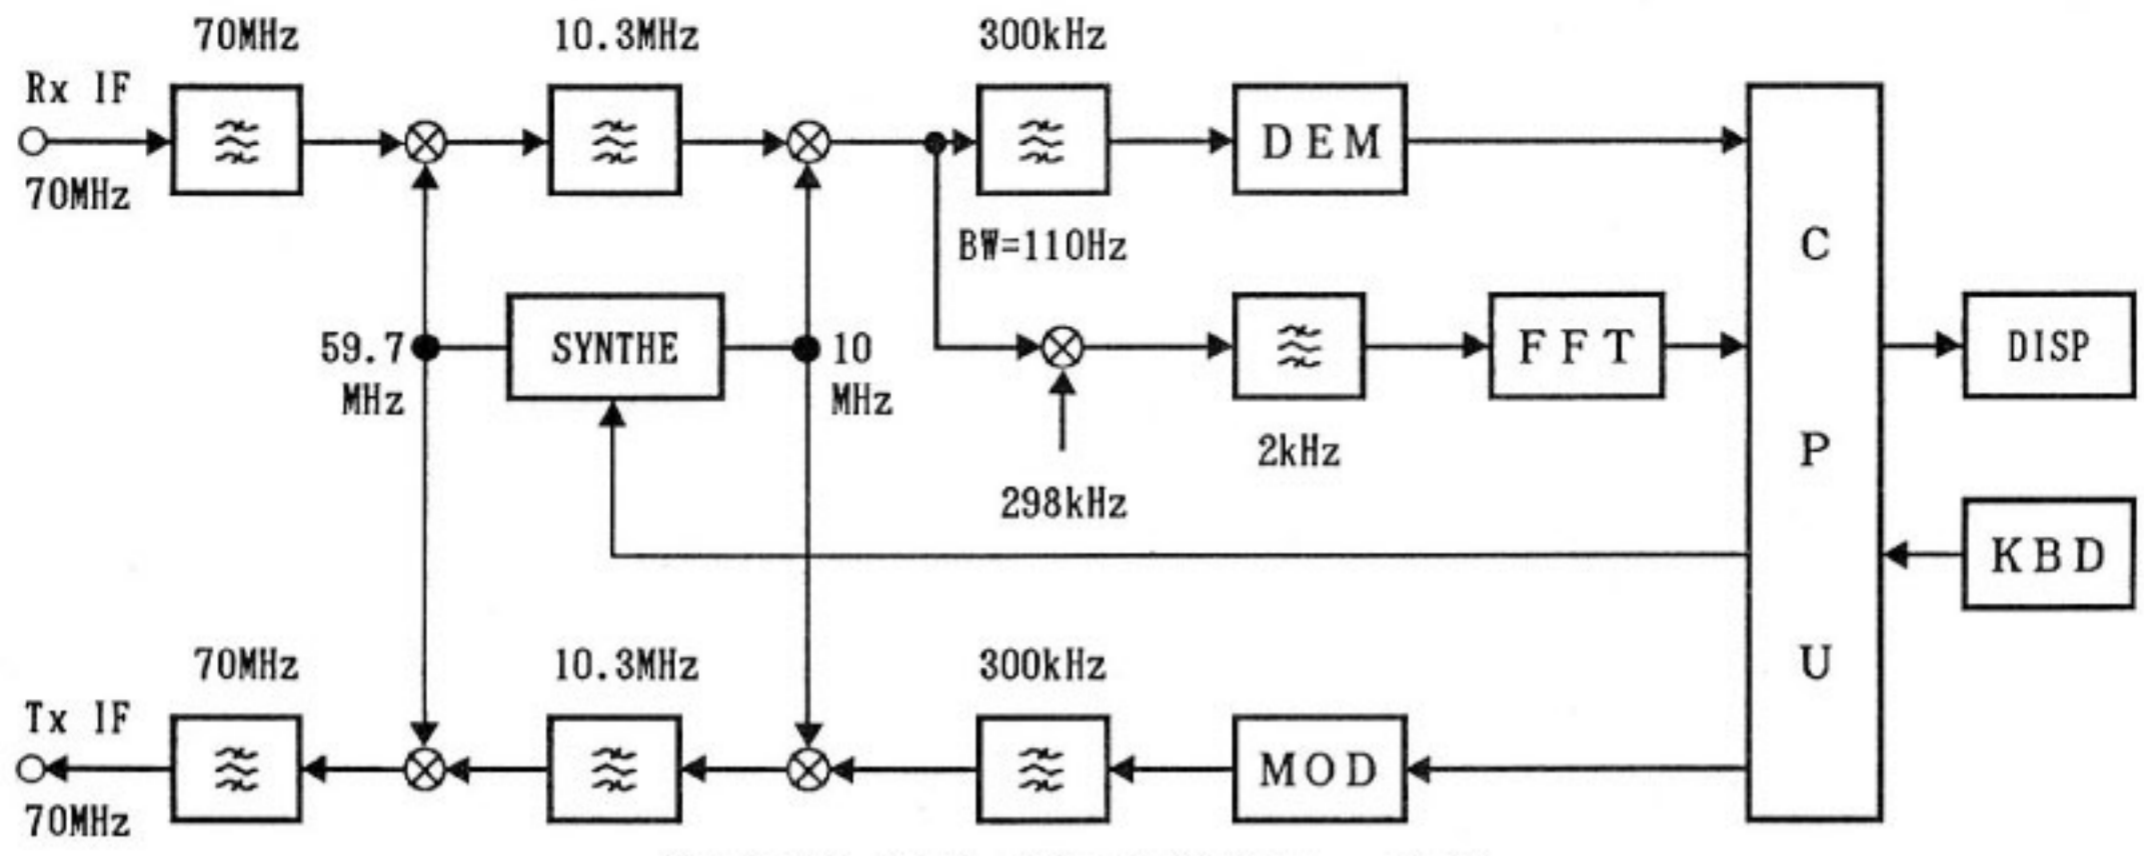 70MHz
10.3MHz
300kHz
Rx IF
70MHz
DEM
BW=110Hz
59.7
MHz
SYNTHE
10
MHz
298kHz
2kHz
FFT
C
P
U
DISP
KBD
70MHz
10.3MHz
300kHz
Tx IF
70MHz
MOD